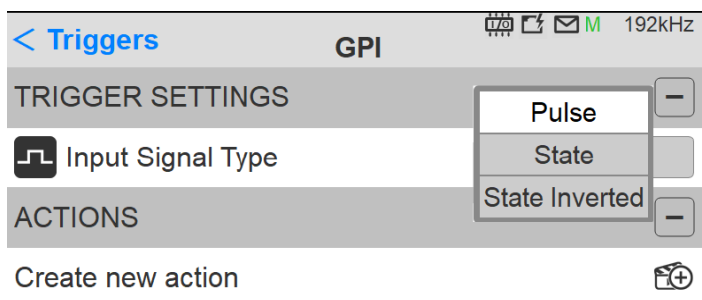 < Triggers
GPI
I/O
M
192kHz
TRIGGER SETTINGS
Pulse
Input Signal Type
State
State Inverted
ACTIONS
Create new action